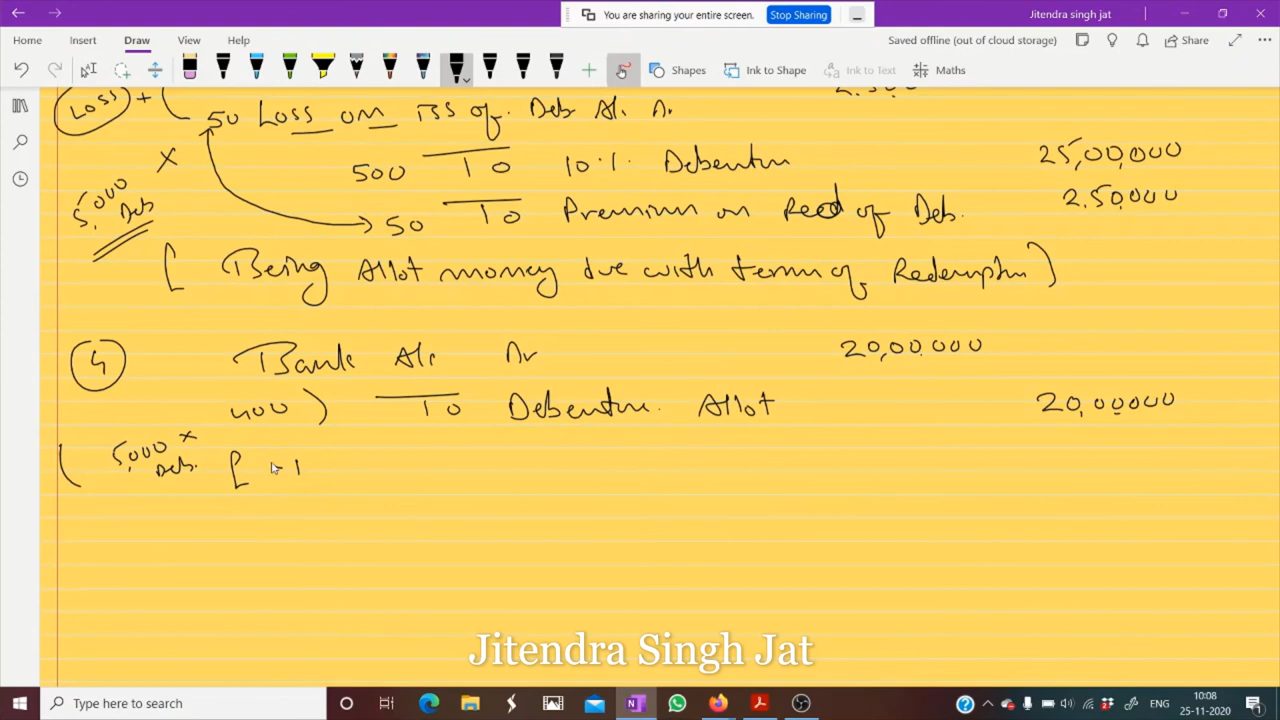 You are sharing your entire screen. Stop Sharing
Jitendra singh jat
Home Insert Draw View Help
Saved offline (out of cloud storage)
Share
Shapes Ink to Shape Ink to Text Maths
Loss +
50 Loss on ISS of. Deb A/c Dr
500 To 10.1. Debentur 25,00,000
5,000 Deb X
50 To Premium on Red of Deb. 2,50,000
[ Being Allot money due with term of Redemption )
4 Bank A/c Dr 20,00,000
400 ) To Debenture. Allot 20,00000
( 5,000 x Deb. [
Jitendra Singh Jat
Type here to search
ENG
10:08
25-11-2020